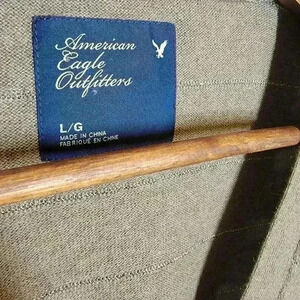 American
Eagle
Outfitters
L/G
MADE IN CHINA
FABRIQUÉ EN CHINE